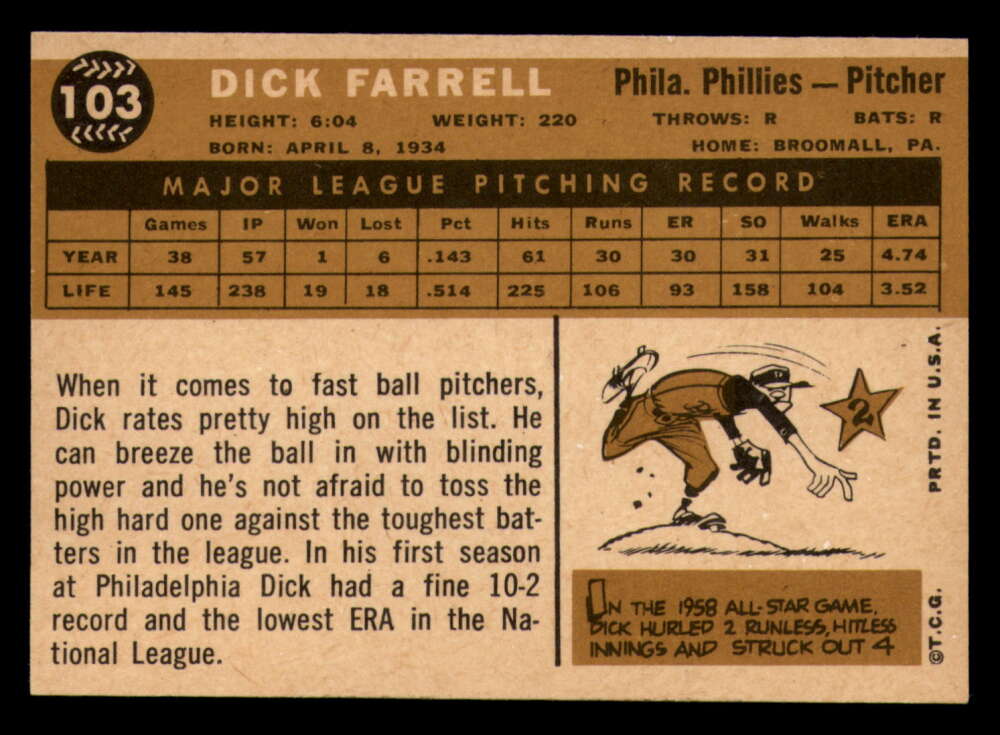 103
DICK FARRELL
Phila. Phillies — Pitcher
HEIGHT: 6:04 WEIGHT: 220 THROWS: R BATS: R
BORN: APRIL 8, 1934 HOME: BROOMALL, PA.
MAJOR LEAGUE PITCHING RECORD
Games IP Won Lost Pct Hits Runs ER SO Walks ERA
YEAR 38 57 1 6 .143 61 30 30 31 25 4.74
LIFE 145 238 19 18 .514 225 106 93 158 104 3.52
When it comes to fast ball pitchers,
Dick rates pretty high on the list. He
can breeze the ball in with blinding
power and he's not afraid to toss the
high hard one against the toughest bat-
ters in the league. In his first season
at Philadelphia Dick had a fine 10-2
record and the lowest ERA in the Na-
tional League.
2
IN THE 1958 ALL-STAR GAME,
DICK HURLED 2 RUNLESS, HITLESS
INNINGS AND STRUCK OUT 4
©T.C.G. PRTD. IN U.S.A.